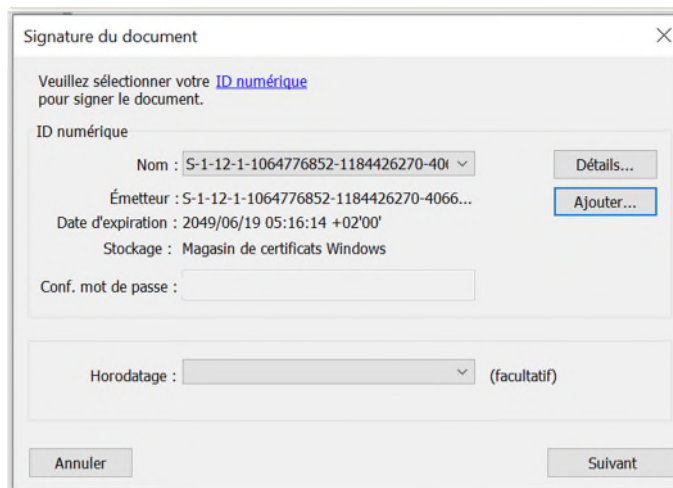 Signature du document
Veuillez sélectionner votre ID numérique
pour signer le document.
ID numérique
Nom : S-1-12-1-1064776852-1184426270-40 Détails...
Émetteur : S-1-12-1-1064776852-1184426270-4066... Ajouter...
Date d'expiration : 2049/06/19 05:16:14 +02'00'
Stockage : Magasin de certificats Windows
Conf. mot de passe :
Horodatage : (facultatif)
Annuler Suivant